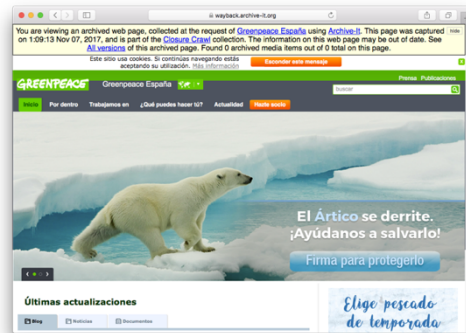 wayback.archive-it.org
You are viewing an archived web page, collected at the request of Greenpeace España using Archive-It. This page was captured hide
on 1:09:13 Nov 07, 2017, and is part of the Closure Crawl collection. The information on this web page may be out of date. See
All versions of this archived page. Found 0 archived media items out of 0 total on this page.
Este sitio usa cookies. Si continúas navegando estás
aceptando su utilización. Más información
Esconder este mensaje
Prensa Publicaciones
GREENPEACE Greenpeace España
buscar
Inicio Por dentro Trabajamos en ¿Qué puedes hacer tú? Actualidad Hazte socio
El Ártico se derrite.
¡Ayúdanos a salvarlo!
Firma para protegerlo
Últimas actualizaciones
Blog Noticias Documentos
Elige pescado
de temporada